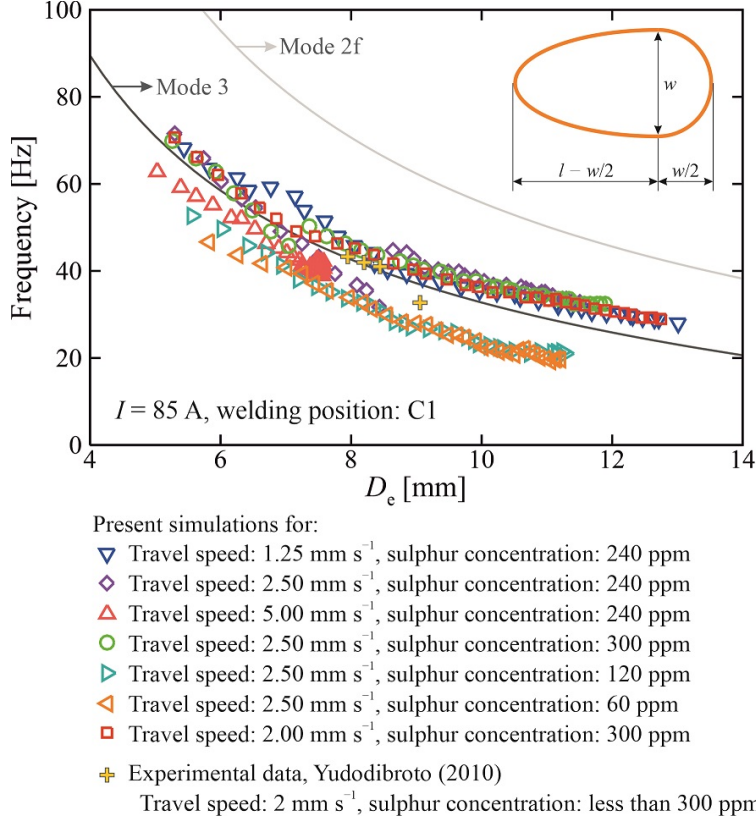 100
80
60
40
20
0
Frequency [Hz]
Mode 2f
Mode 3
w
l − w/2
w/2
I = 85 A, welding position: C1
4
6
8
10
12
14
Dₑ [mm]
Present simulations for:
Travel speed: 1.25 mm s⁻¹, sulphur concentration: 240 ppm
Travel speed: 2.50 mm s⁻¹, sulphur concentration: 240 ppm
Travel speed: 5.00 mm s⁻¹, sulphur concentration: 240 ppm
Travel speed: 2.50 mm s⁻¹, sulphur concentration: 300 ppm
Travel speed: 2.50 mm s⁻¹, sulphur concentration: 120 ppm
Travel speed: 2.50 mm s⁻¹, sulphur concentration: 60 ppm
Travel speed: 2.00 mm s⁻¹, sulphur concentration: 300 ppm
Experimental data, Yudodibroto (2010)
Travel speed: 2 mm s⁻¹, sulphur concentration: less than 300 ppm